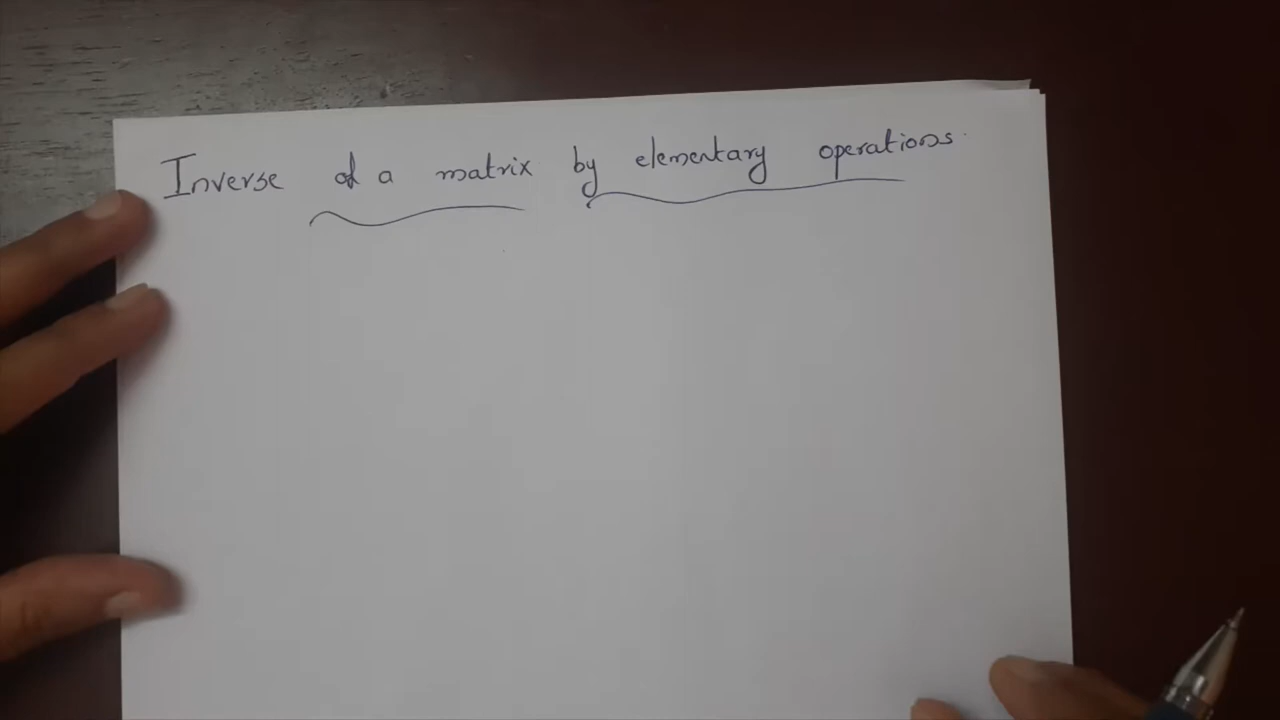 Inverse of a matrix by elementary operations.